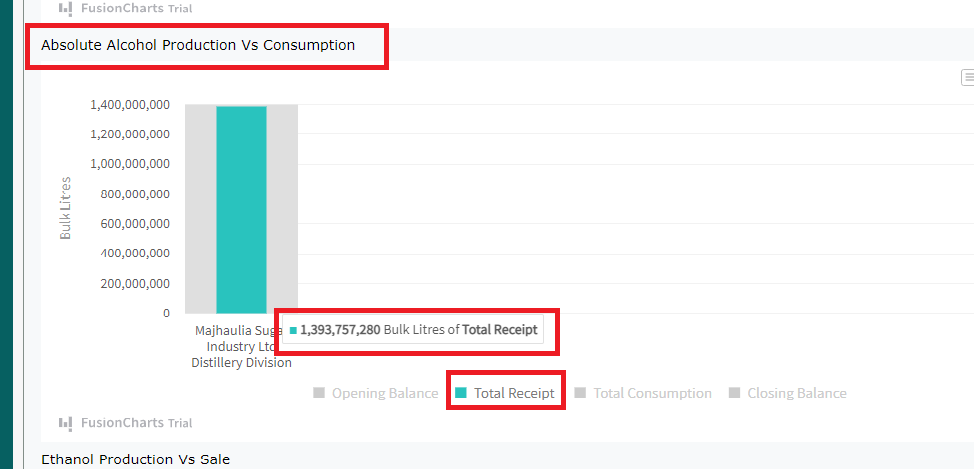 FusionCharts Trial
Absolute Alcohol Production Vs Consumption
1,400,000,000
1,200,000,000
1,000,000,000
800,000,000
600,000,000
400,000,000
200,000,000
0
Bulk Litres
Majhaulia Suga
Industry Ltd
Distillery Division
1,393,757,280 Bulk Litres of Total Receipt
Opening Balance
Total Receipt
Total Consumption
Closing Balance
FusionCharts Trial
Ethanol Production Vs Sale